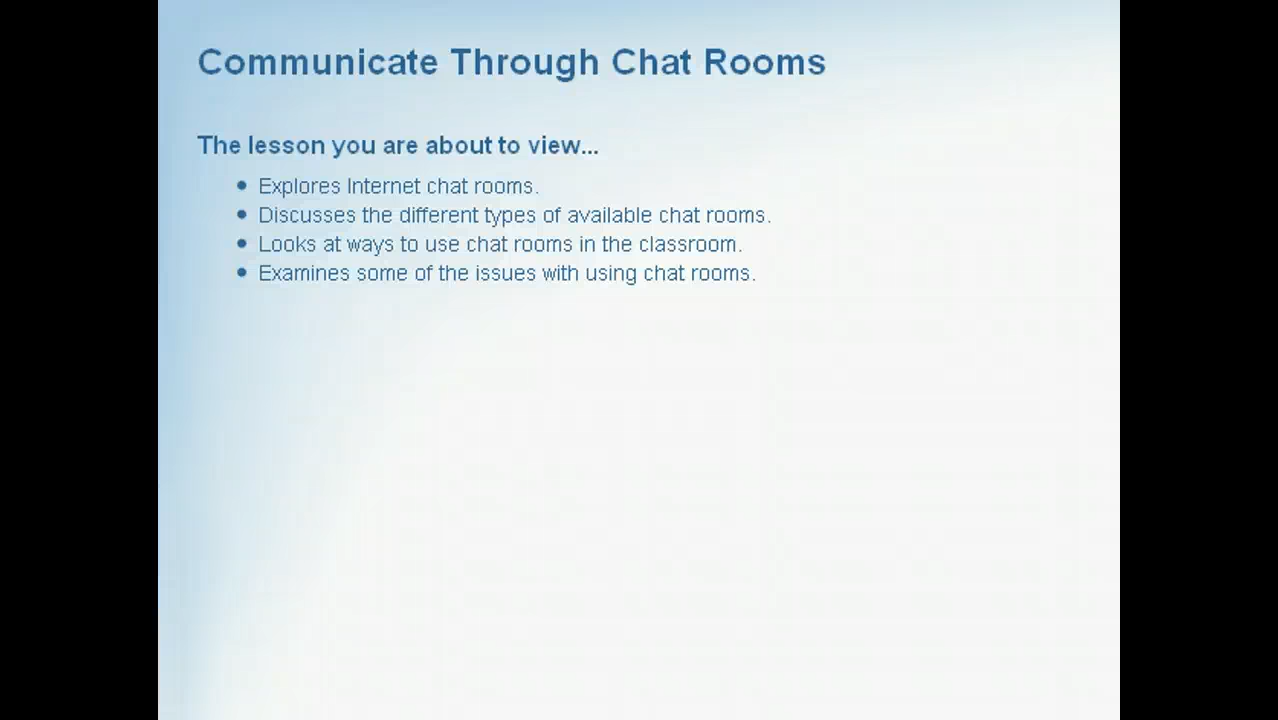 Communicate Through Chat Rooms
The lesson you are about to view...
• Explores Internet chat rooms.
• Discusses the different types of available chat rooms.
• Looks at ways to use chat rooms in the classroom.
• Examines some of the issues with using chat rooms.